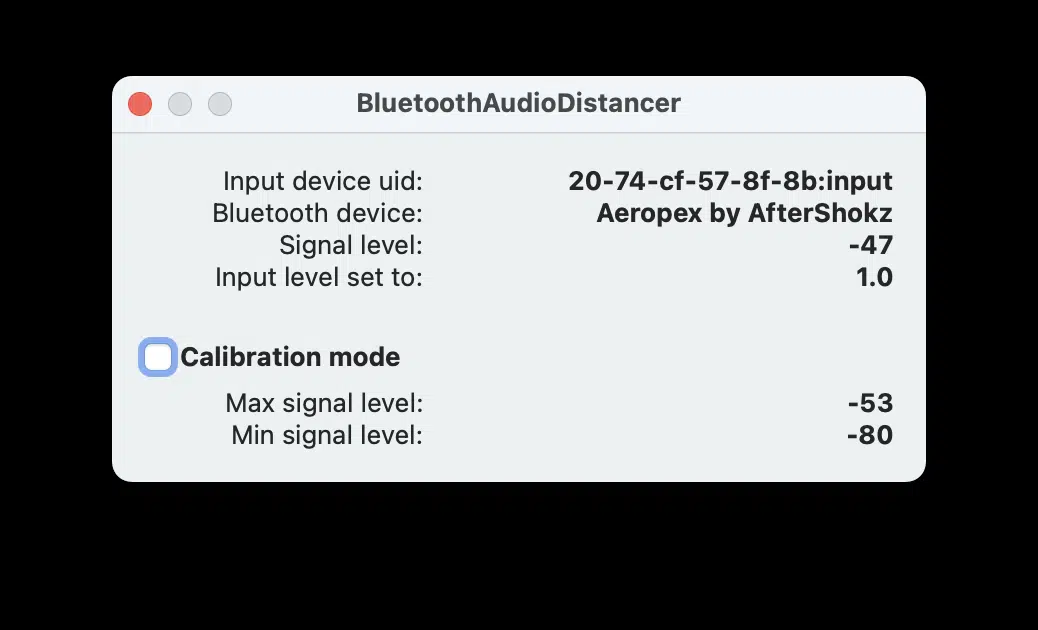 BluetoothAudioDistancer
Input device uid: 20-74-cf-57-8f-8b:input
Bluetooth device: Aeropex by AfterShokz
Signal level: -47
Input level set to: 1.0
Calibration mode
Max signal level: -53
Min signal level: -80